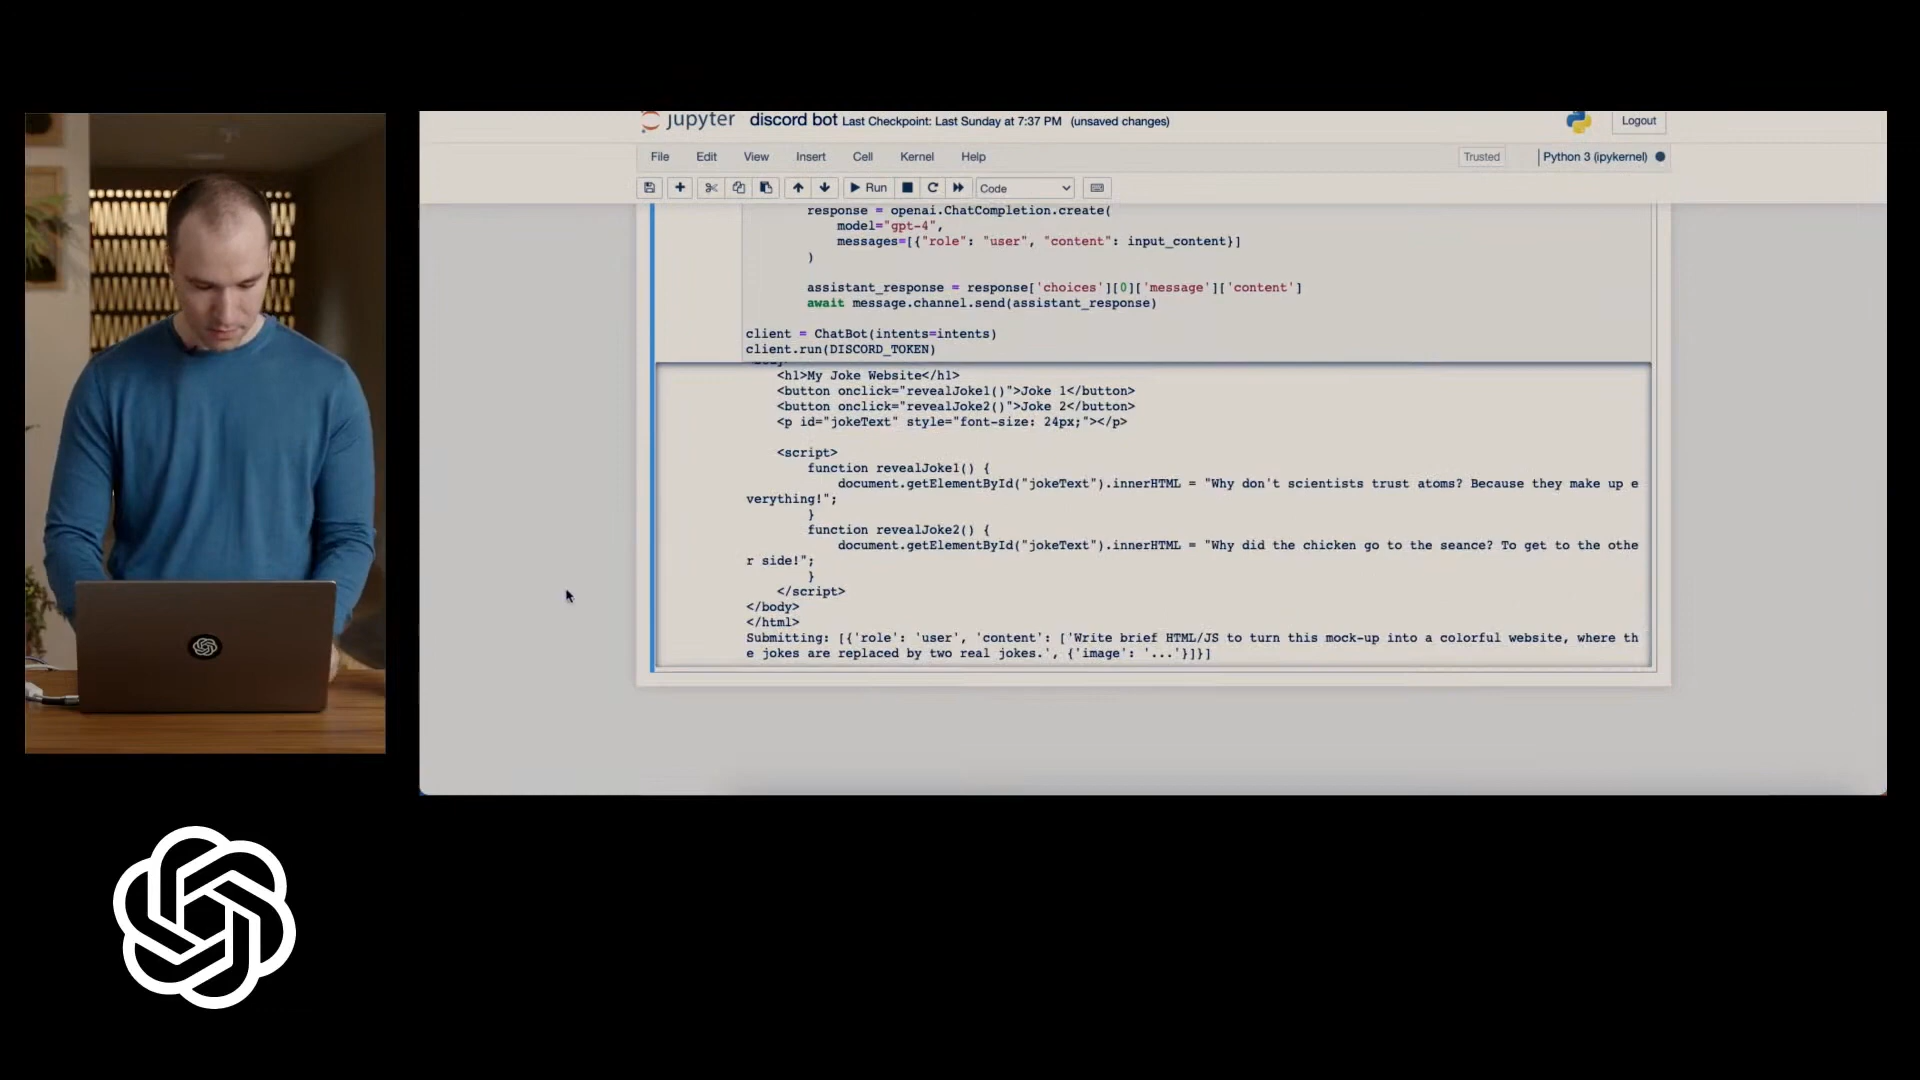 jupyter discord bot Last Checkpoint: Last Sunday at 7:37 PM (unsaved changes) Logout
File Edit View Insert Cell Kernel Help Trusted Python 3 (ipykernel)
Run Code
response = openai.ChatCompletion.create(
model="gpt-4",
messages=[{"role": "user", "content": input_content}]
)
assistant_response = response['choices'][0]['message']['content']
await message.channel.send(assistant_response)
client = ChatBot(intents=intents)
client.run(DISCORD_TOKEN)
<h1>My Joke Website</h1>
<button onclick="revealJoke1()">Joke 1</button>
<button onclick="revealJoke2()">Joke 2</button>
<p id="jokeText" style="font-size: 24px;"></p>
<script>
function revealJoke1() {
document.getElementById("jokeText").innerHTML = "Why don't scientists trust atoms? Because they make up e
verything!";
}
function revealJoke2() {
document.getElementById("jokeText").innerHTML = "Why did the chicken go to the seance? To get to the othe
r side!";
}
</script>
</body>
</html>
Submitting: [{'role': 'user', 'content': ['Write brief HTML/JS to turn this mock-up into a colorful website, where th
e jokes are replaced by two real jokes.', {'image': '...'}]}]